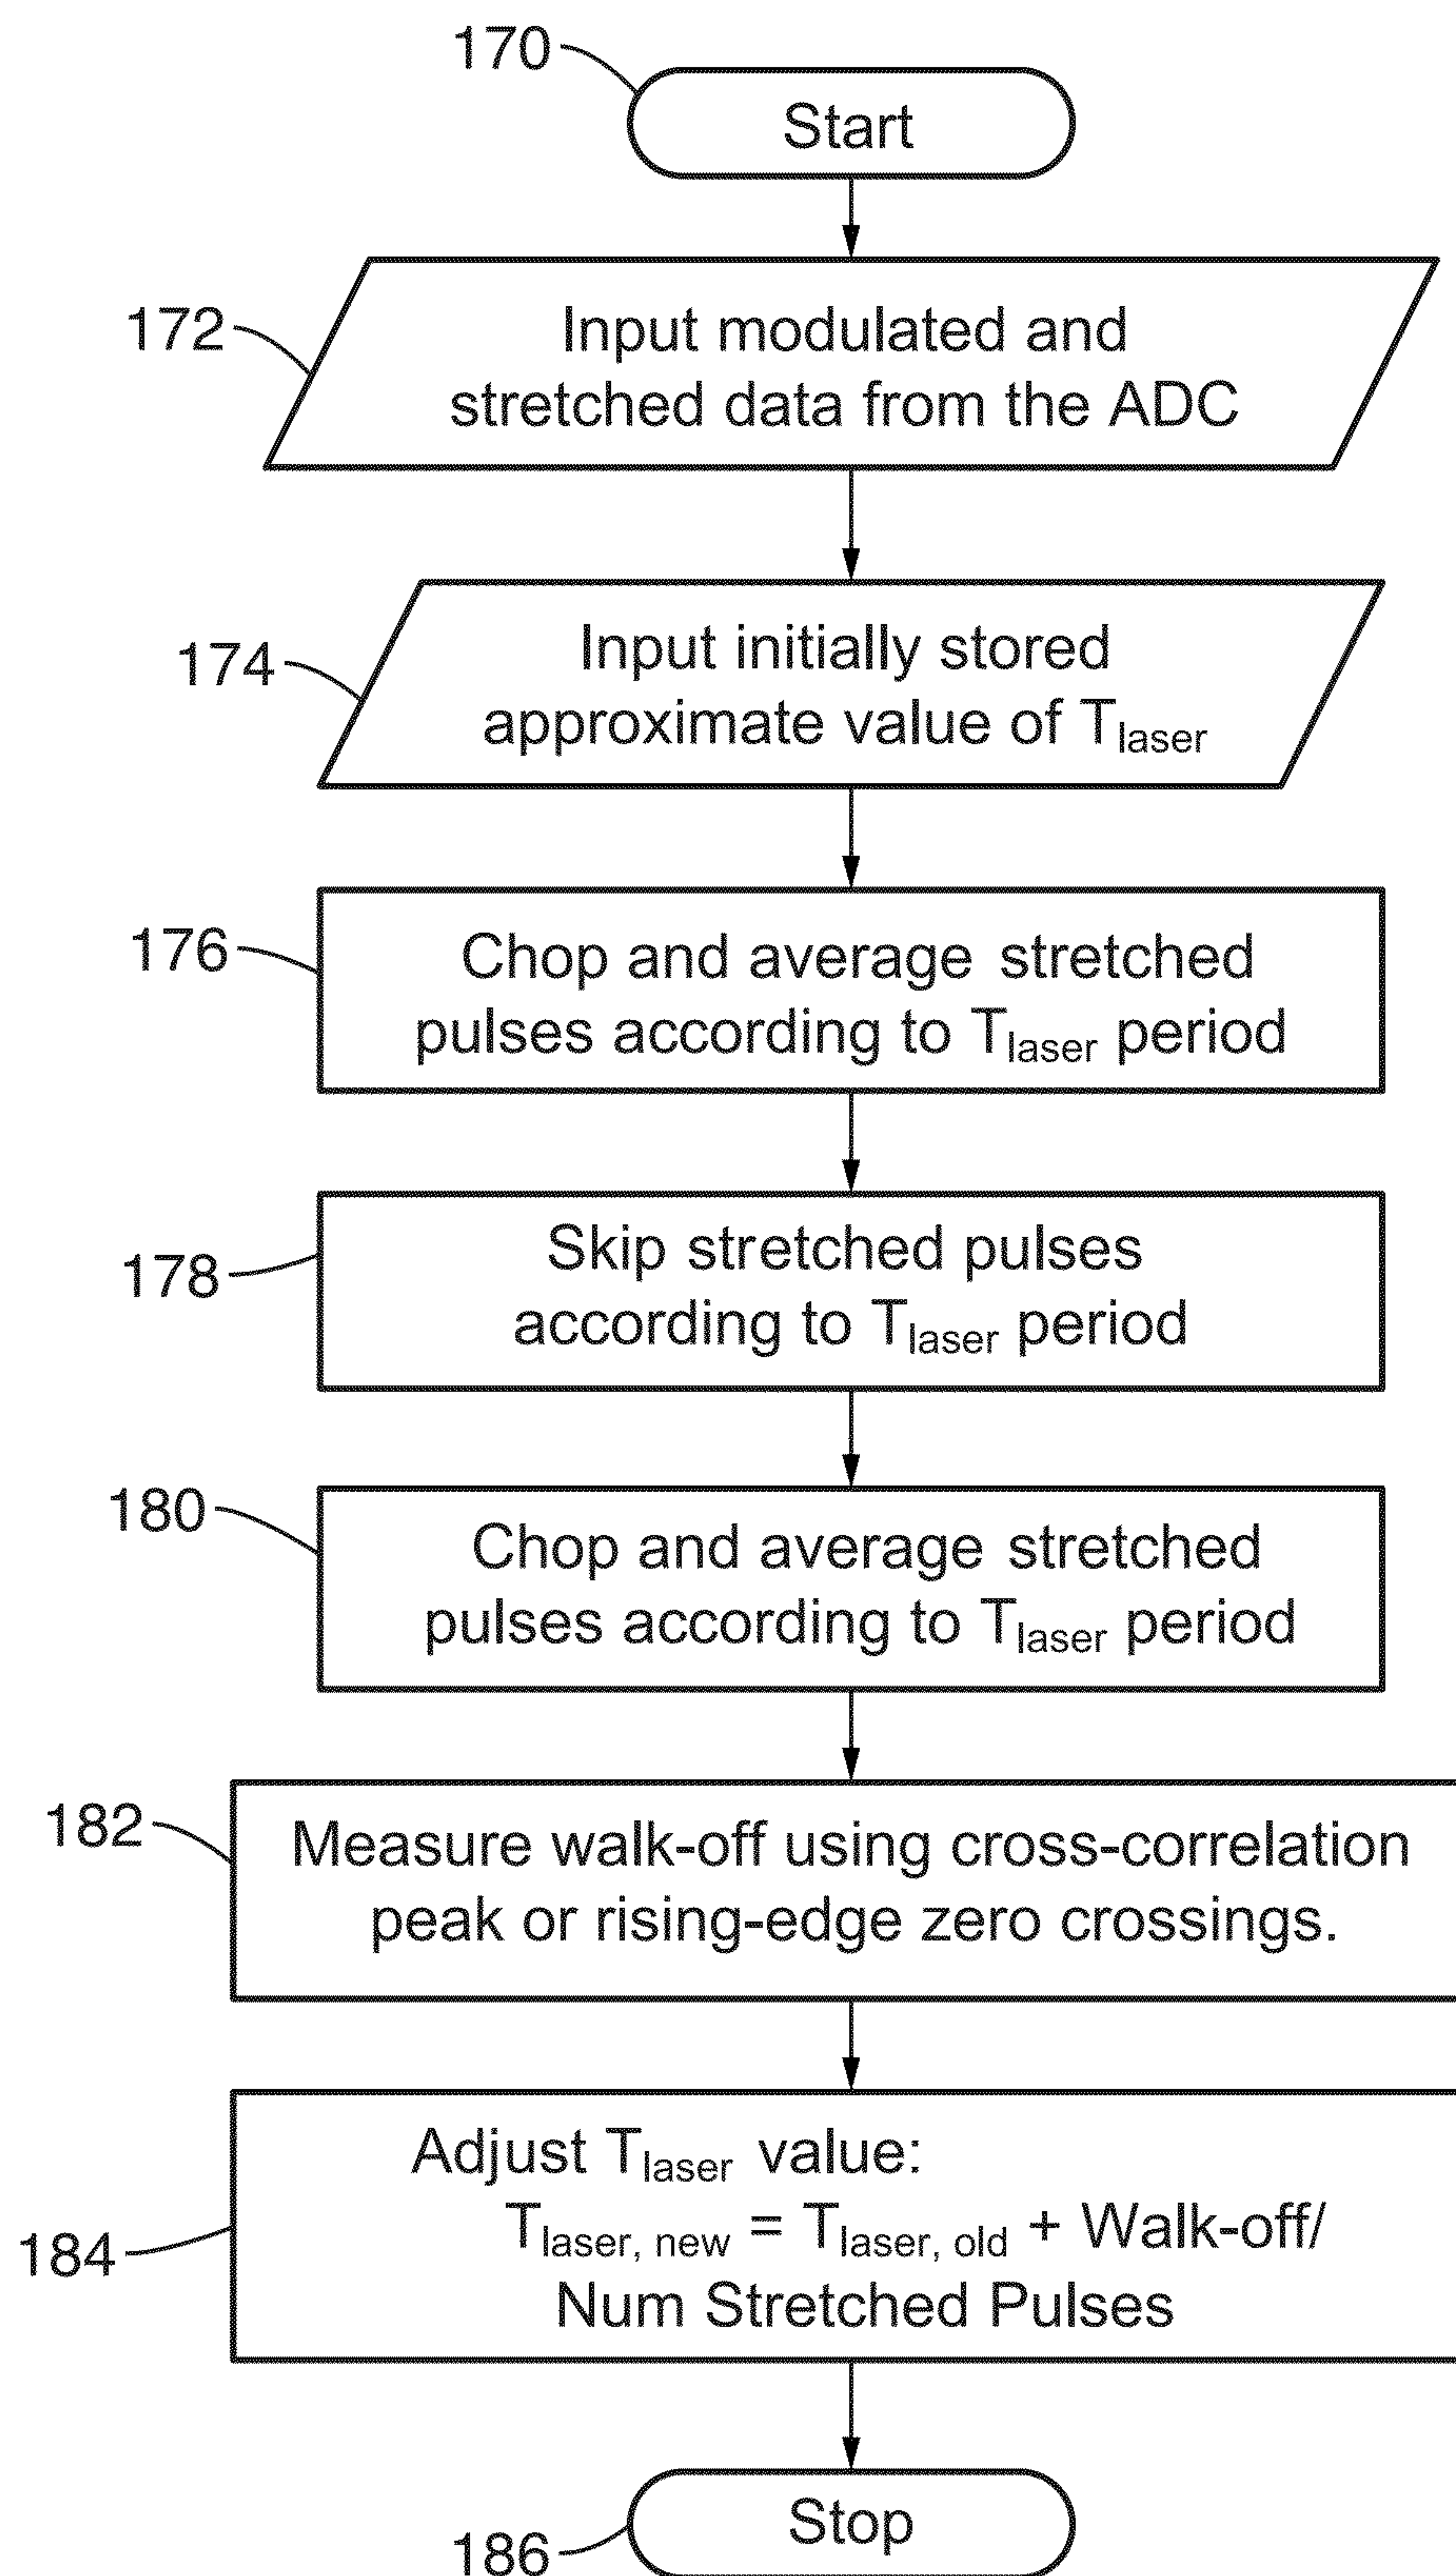 170
Start
172
Input modulated and
stretched data from the ADC
174
Input initially stored
approximate value of Tlaser
176
Chop and average stretched
pulses according to Tlaser period
178
Skip stretched pulses
according to Tlaser period
180
Chop and average stretched
pulses according to Tlaser period
182
Measure walk-off using cross-correlation
peak or rising-edge zero crossings.
184
Adjust Tlaser value:
Tlaser, new = Tlaser, old + Walk-off/
Num Stretched Pulses
186
Stop